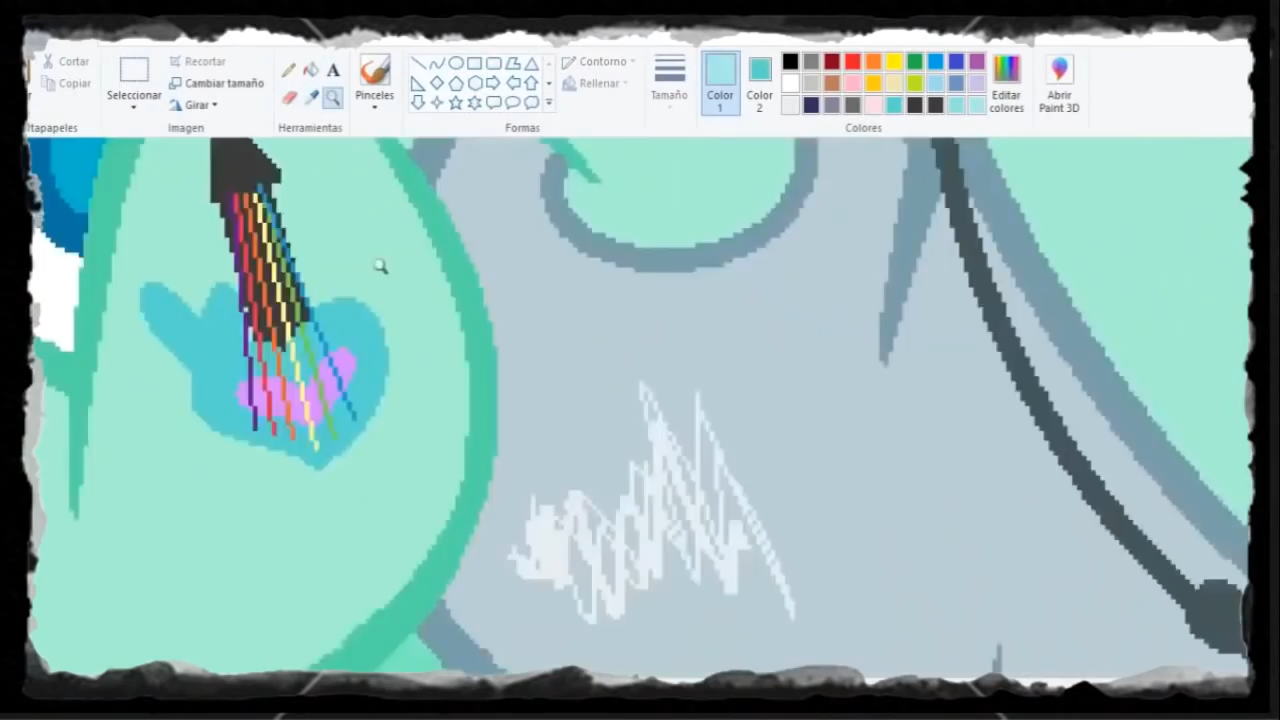 Cortar
Copiar
Seleccionar
Recortar
Cambiar tamaño
Girar
A
Pinceles
Contorno
Rellenar
Tamaño
Color 1
Color 2
Editar colores
Abrir Paint 3D
Imagen
Herramientas
Formas
Colores